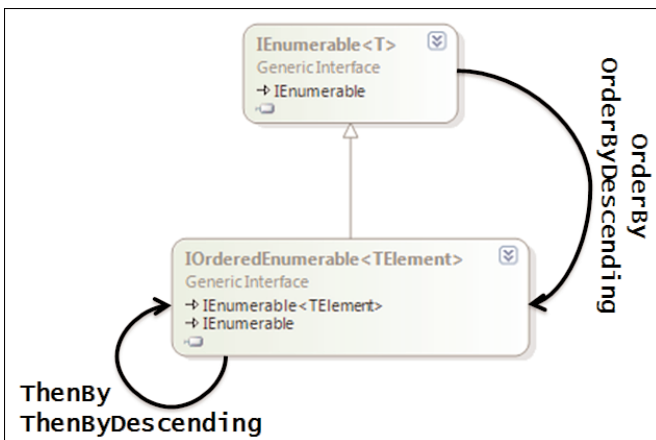 IEnumerable<T>
Generic Interface
IEnumerable
OrderBy
OrderByDescending
IOrderedEnumerable<TElement>
Generic Interface
IEnumerable<TElement>
IEnumerable
ThenBy
ThenByDescending